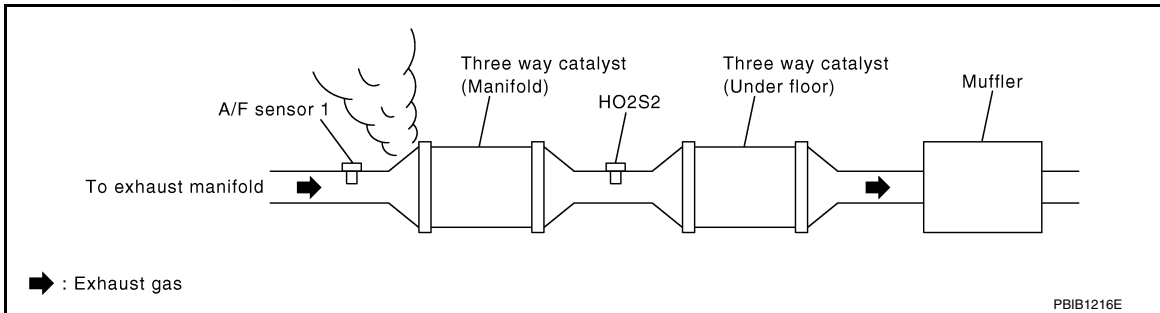 Three way catalyst
(Manifold)
Three way catalyst
(Under floor)
Muffler
A/F sensor 1
HO2S2
To exhaust manifold
: Exhaust gas
PBIB1216E